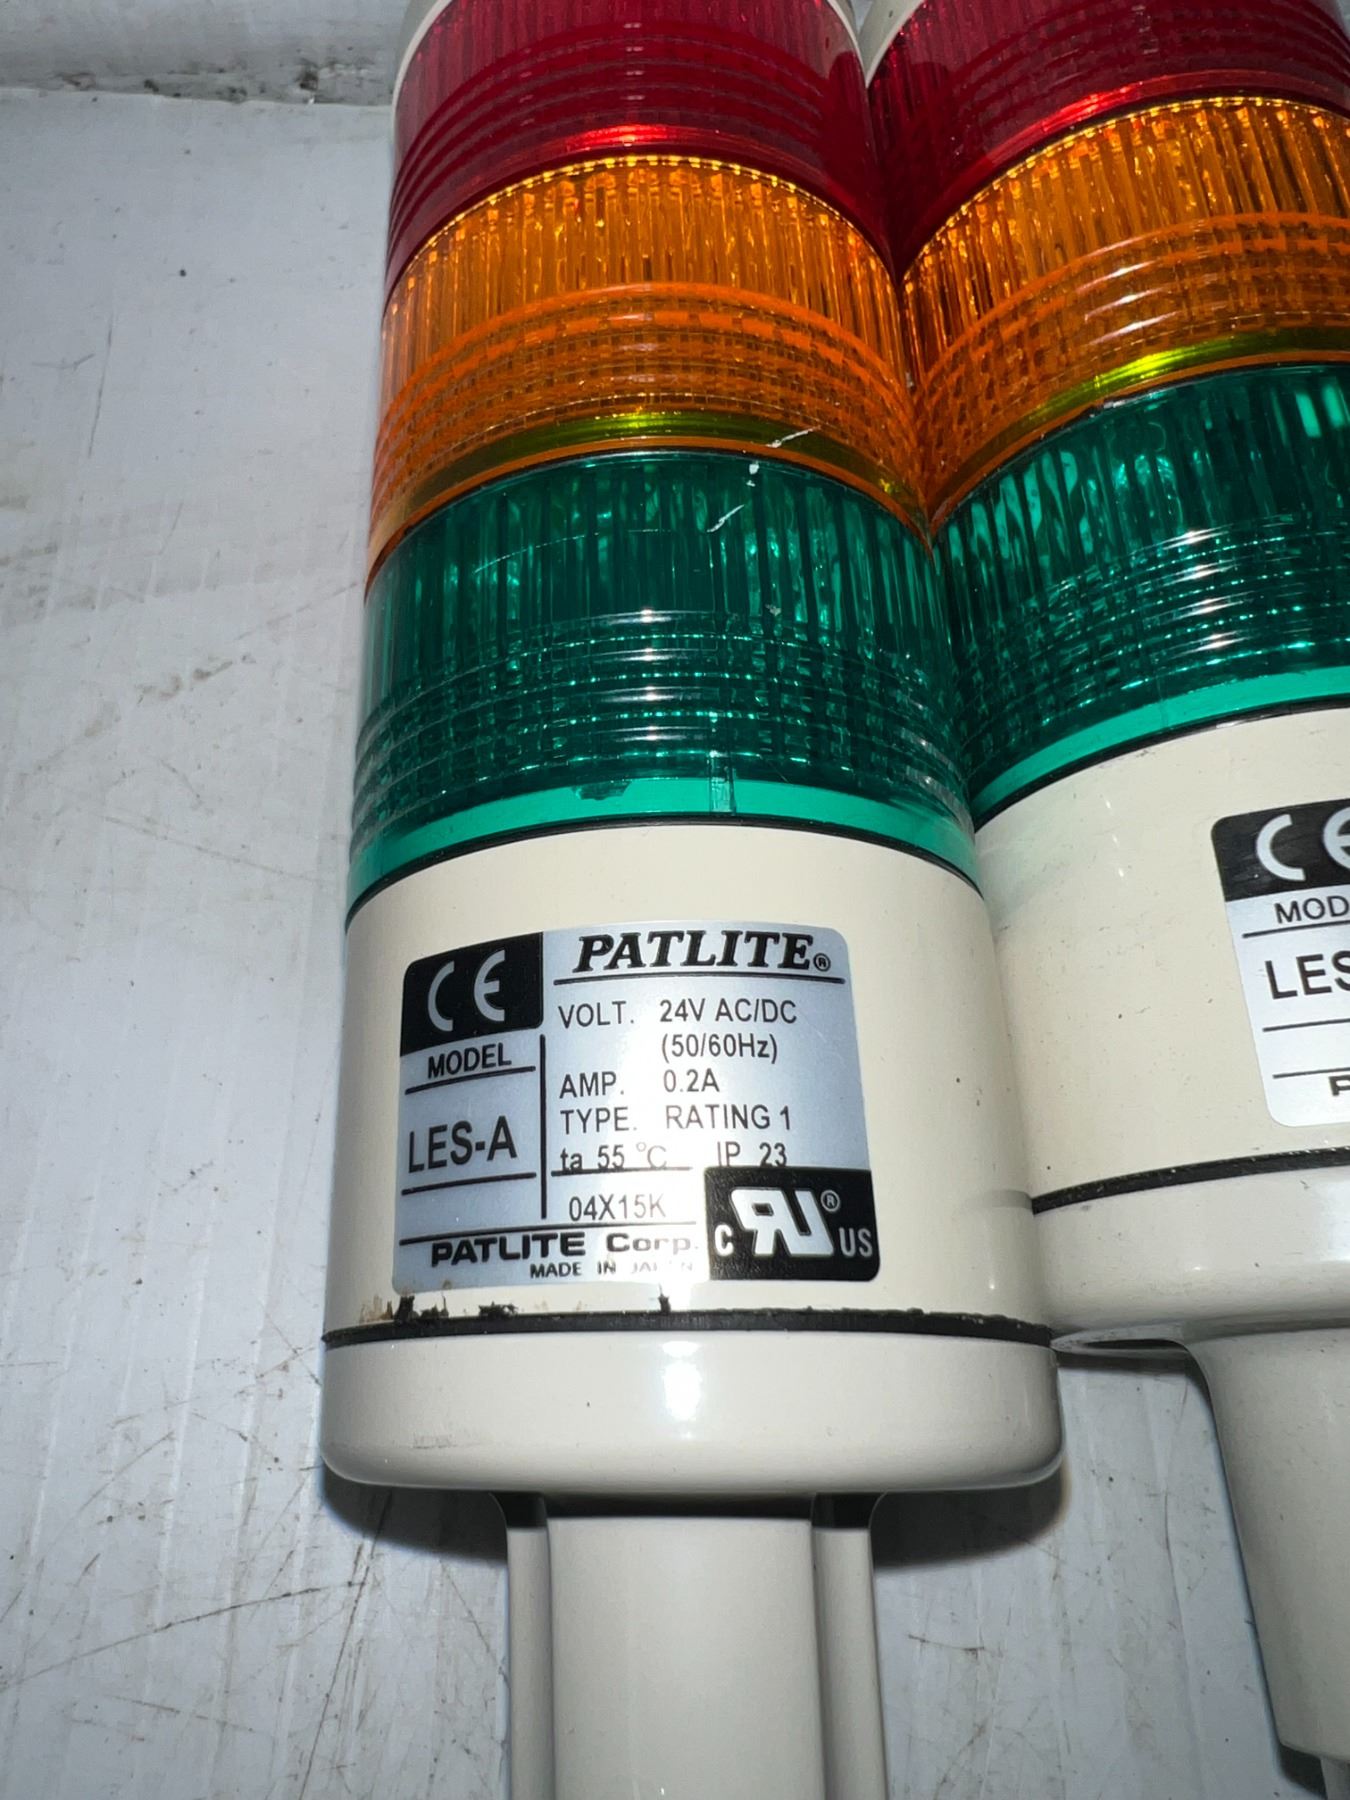 CE
PATLITE®
VOLT. 24V AC/DC
(50/60Hz)
MODEL
AMP. 0.2A
LES-A
TYPE. RATING 1
ta 55 °C IP 23
04X15K
PATLITE Corp.
MADE IN JAPAN
C RU® US
CE
MOD
LES